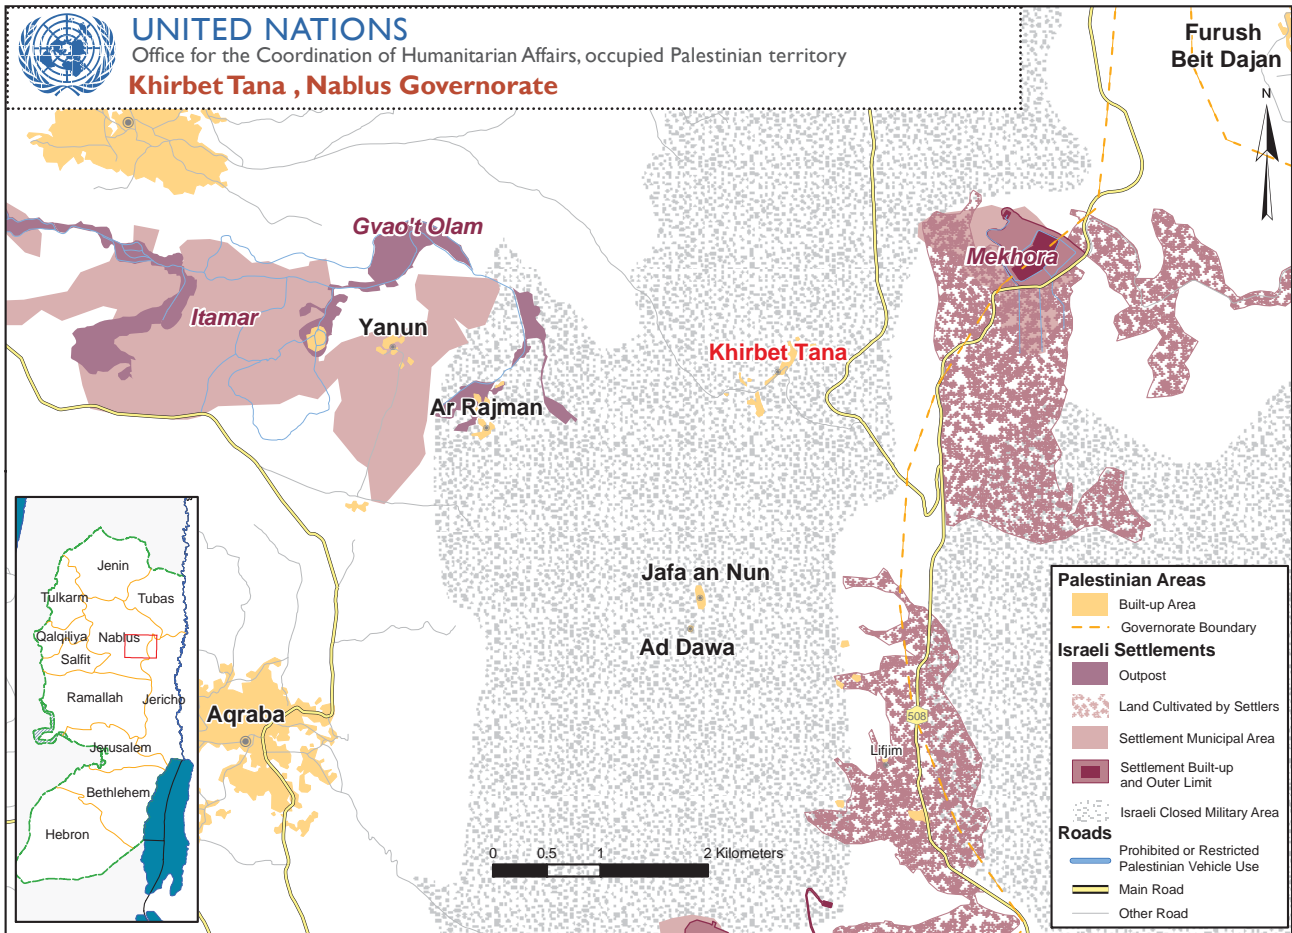 UNITED NATIONS
Office for the Coordination of Humanitarian Affairs, occupied Palestinian territory
Khirbet Tana , Nablus Governorate
Furush
Beit Dajan
N
Gvao't Olam
Mekhora
Itamar
Yanun
Khirbet Tana
Ar Rajman
Jafa an Nun
Ad Dawa
Aqraba
508
Lifjim
Jenin
Tulkarm
Tubas
Qalqiliya
Nablus
Salfit
Ramallah
Jericho
Jerusalem
Bethlehem
Hebron
0 0.5 1 2 Kilometers
Palestinian Areas
Built-up Area
Governorate Boundary
Israeli Settlements
Outpost
Land Cultivated by Settlers
Settlement Municipal Area
Settlement Built-up
and Outer Limit
Israeli Closed Military Area
Roads
Prohibited or Restricted
Palestinian Vehicle Use
Main Road
Other Road